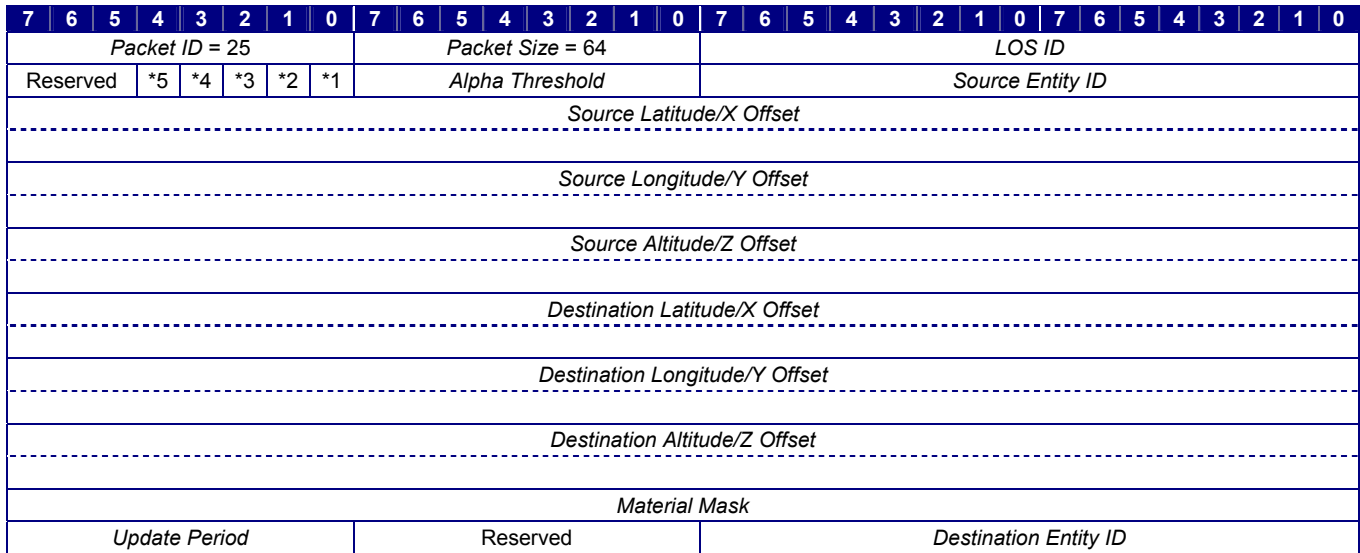 7 6 5 4 3 2 1 0 7 6 5 4 3 2 1 0 7 6 5 4 3 2 1 0 7 6 5 4 3 2 1 0
Packet ID = 25 Packet Size = 64 LOS ID
Reserved *5 *4 *3 *2 *1 Alpha Threshold Source Entity ID
Source Latitude/X Offset
Source Longitude/Y Offset
Source Altitude/Z Offset
Destination Latitude/X Offset
Destination Longitude/Y Offset
Destination Altitude/Z Offset
Material Mask
Update Period Reserved Destination Entity ID